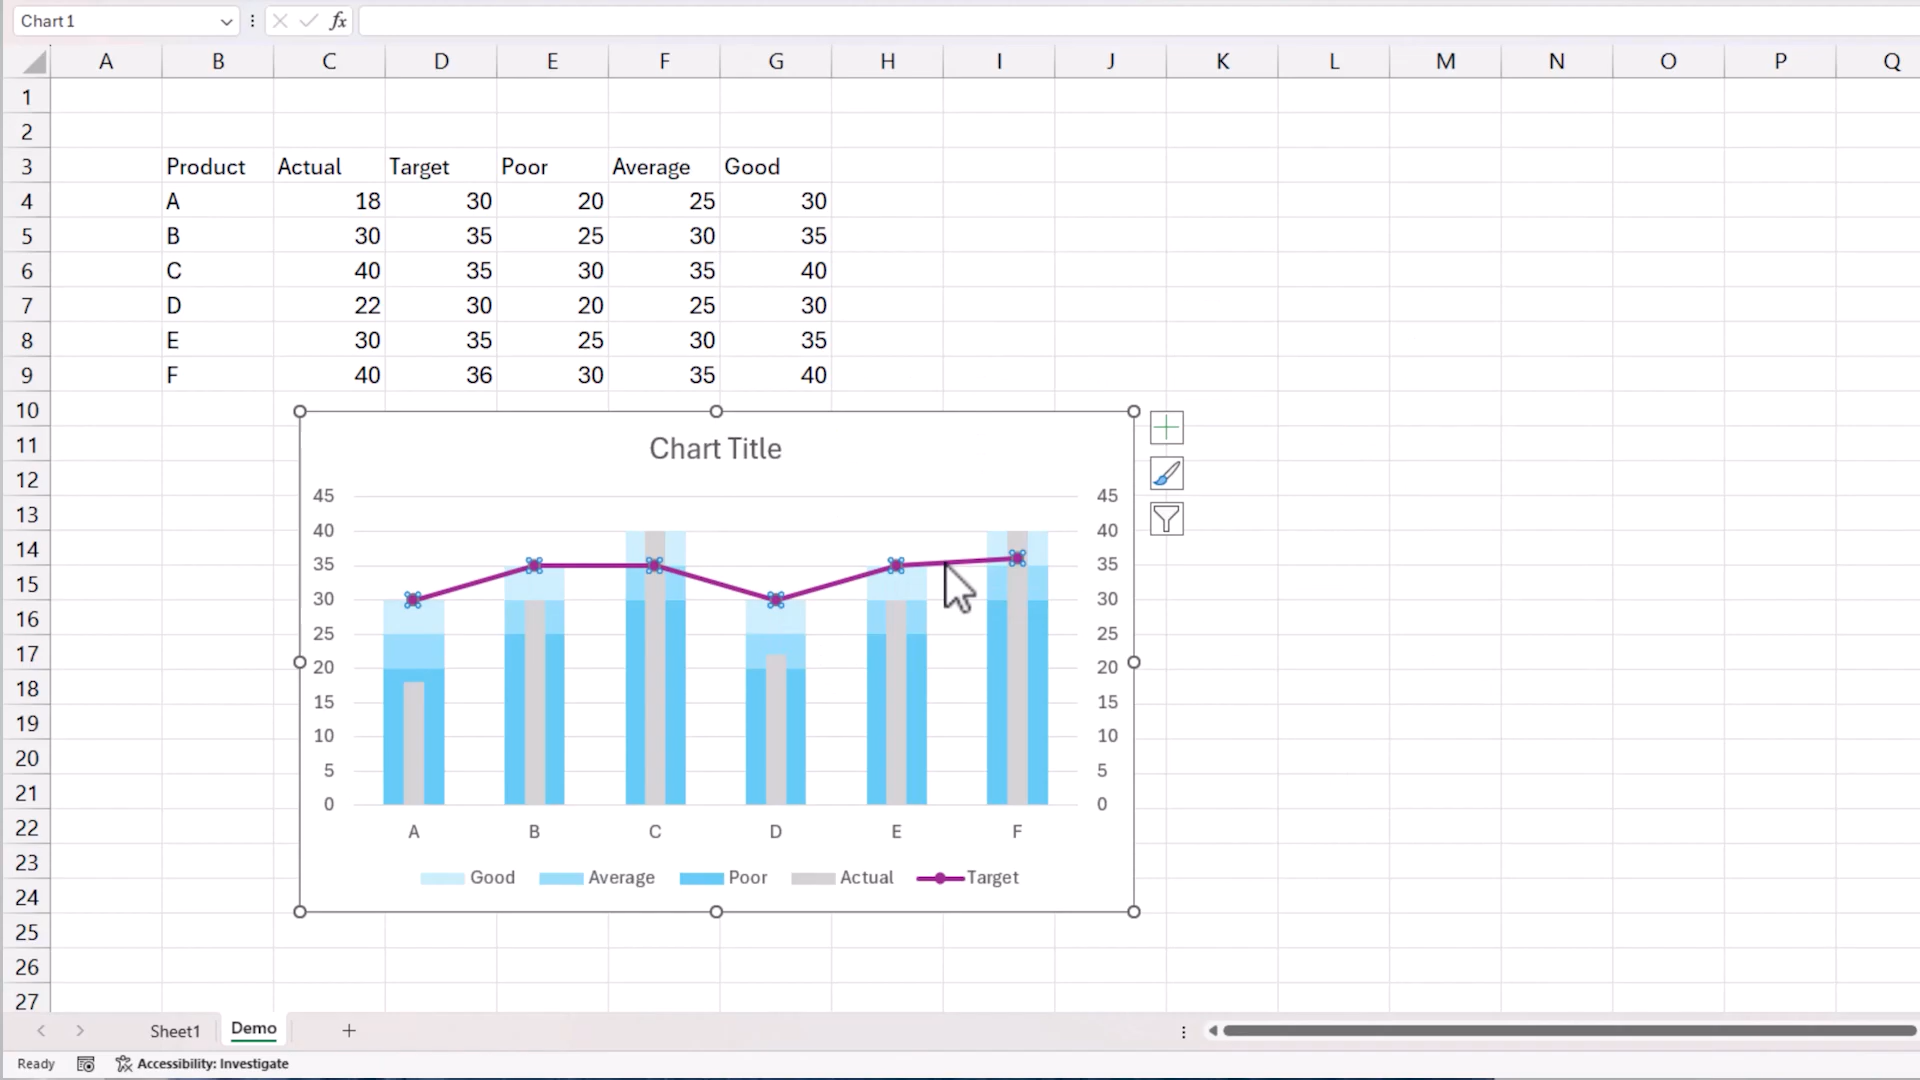 Chart 1
fx
A B C D E F G H I J K L M N O P Q
1
2
3 Product Actual Target Poor Average Good
4 A 18 30 20 25 30
5 B 30 35 25 30 35
6 C 40 35 30 35 40
7 D 22 30 20 25 30
8 E 30 35 25 30 35
9 F 40 36 30 35 40
10
11 Chart Title
12 45 45
13 40 40
14 35 35
15 30 30
16 25 25
17 20 20
18 15 15
19 10 10
20 5 5
21 0 0
22 A B C D E F
23 Good Average Poor Actual Target
24
25
26
27
Sheet1 Demo
Ready Accessibility: Investigate